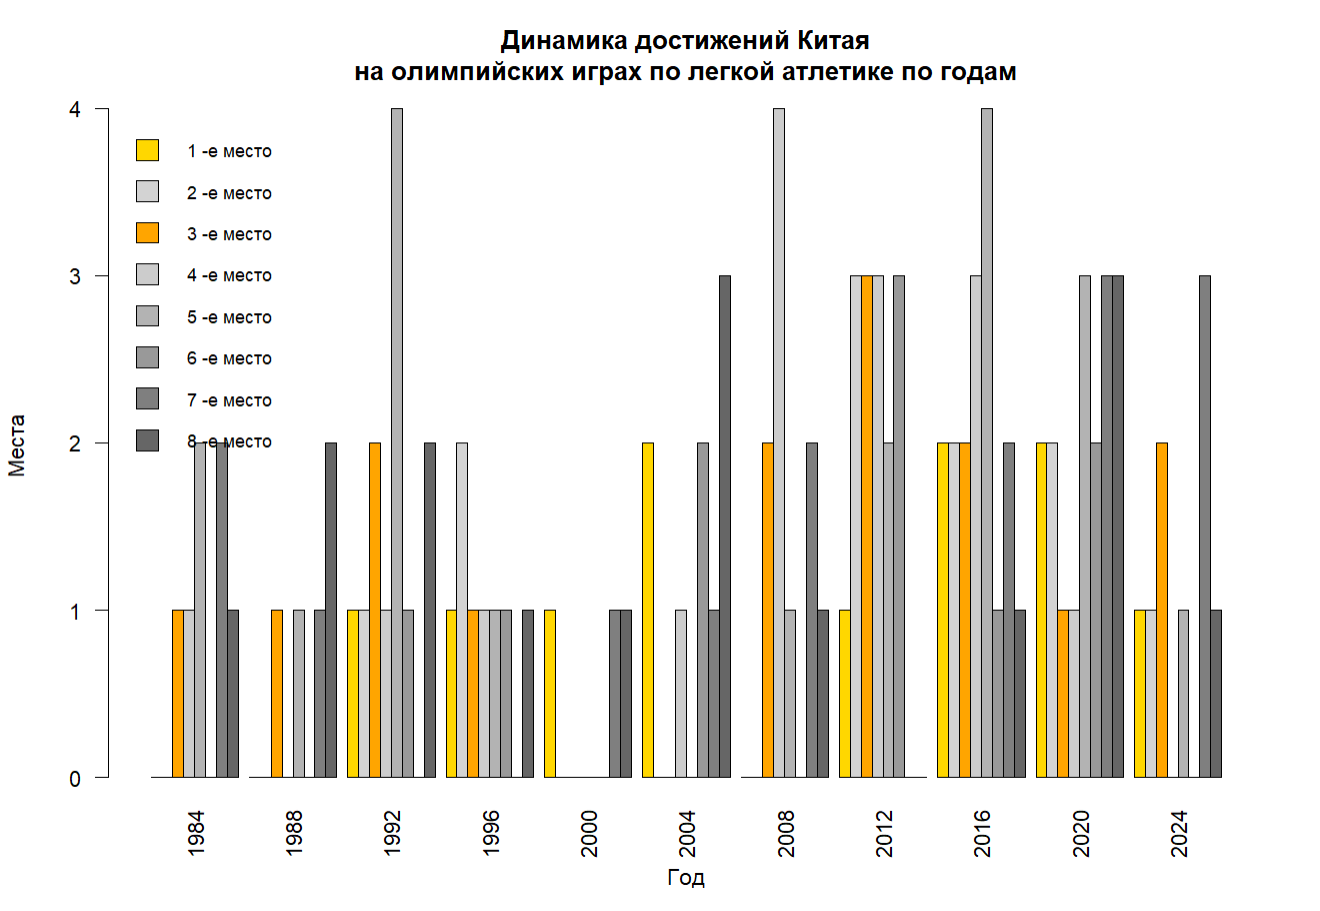 Динамика достижений Китая
на олимпийских играх по легкой атлетике по годам
4
3
2
1
0
Места
1 -е место
2 -е место
3 -е место
4 -е место
5 -е место
6 -е место
7 -е место
8 -е место
1984
1988
1992
1996
2000
2004
2008
2012
2016
2020
2024
Год